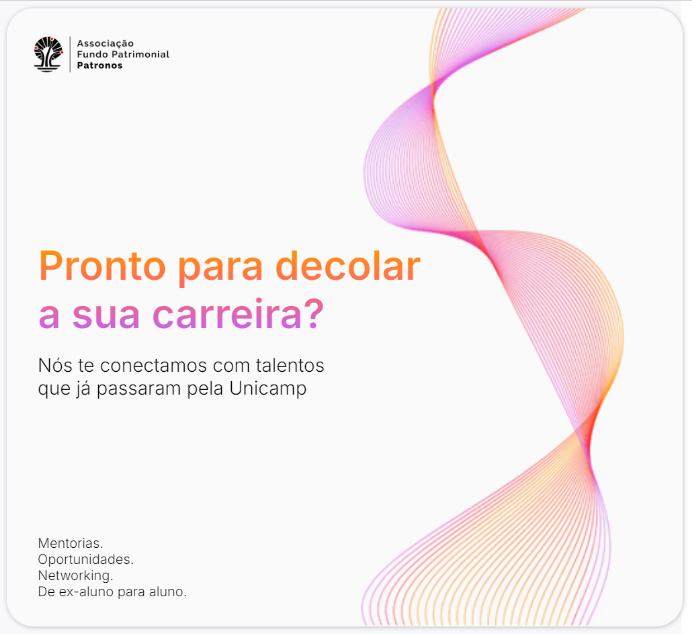 Associação
Fundo Patrimonial
Patronos
Pronto para decolar
a sua carreira?
Nós te conectamos com talentos
que já passaram pela Unicamp
Mentorias.
Oportunidades.
Networking.
De ex-aluno para aluno.